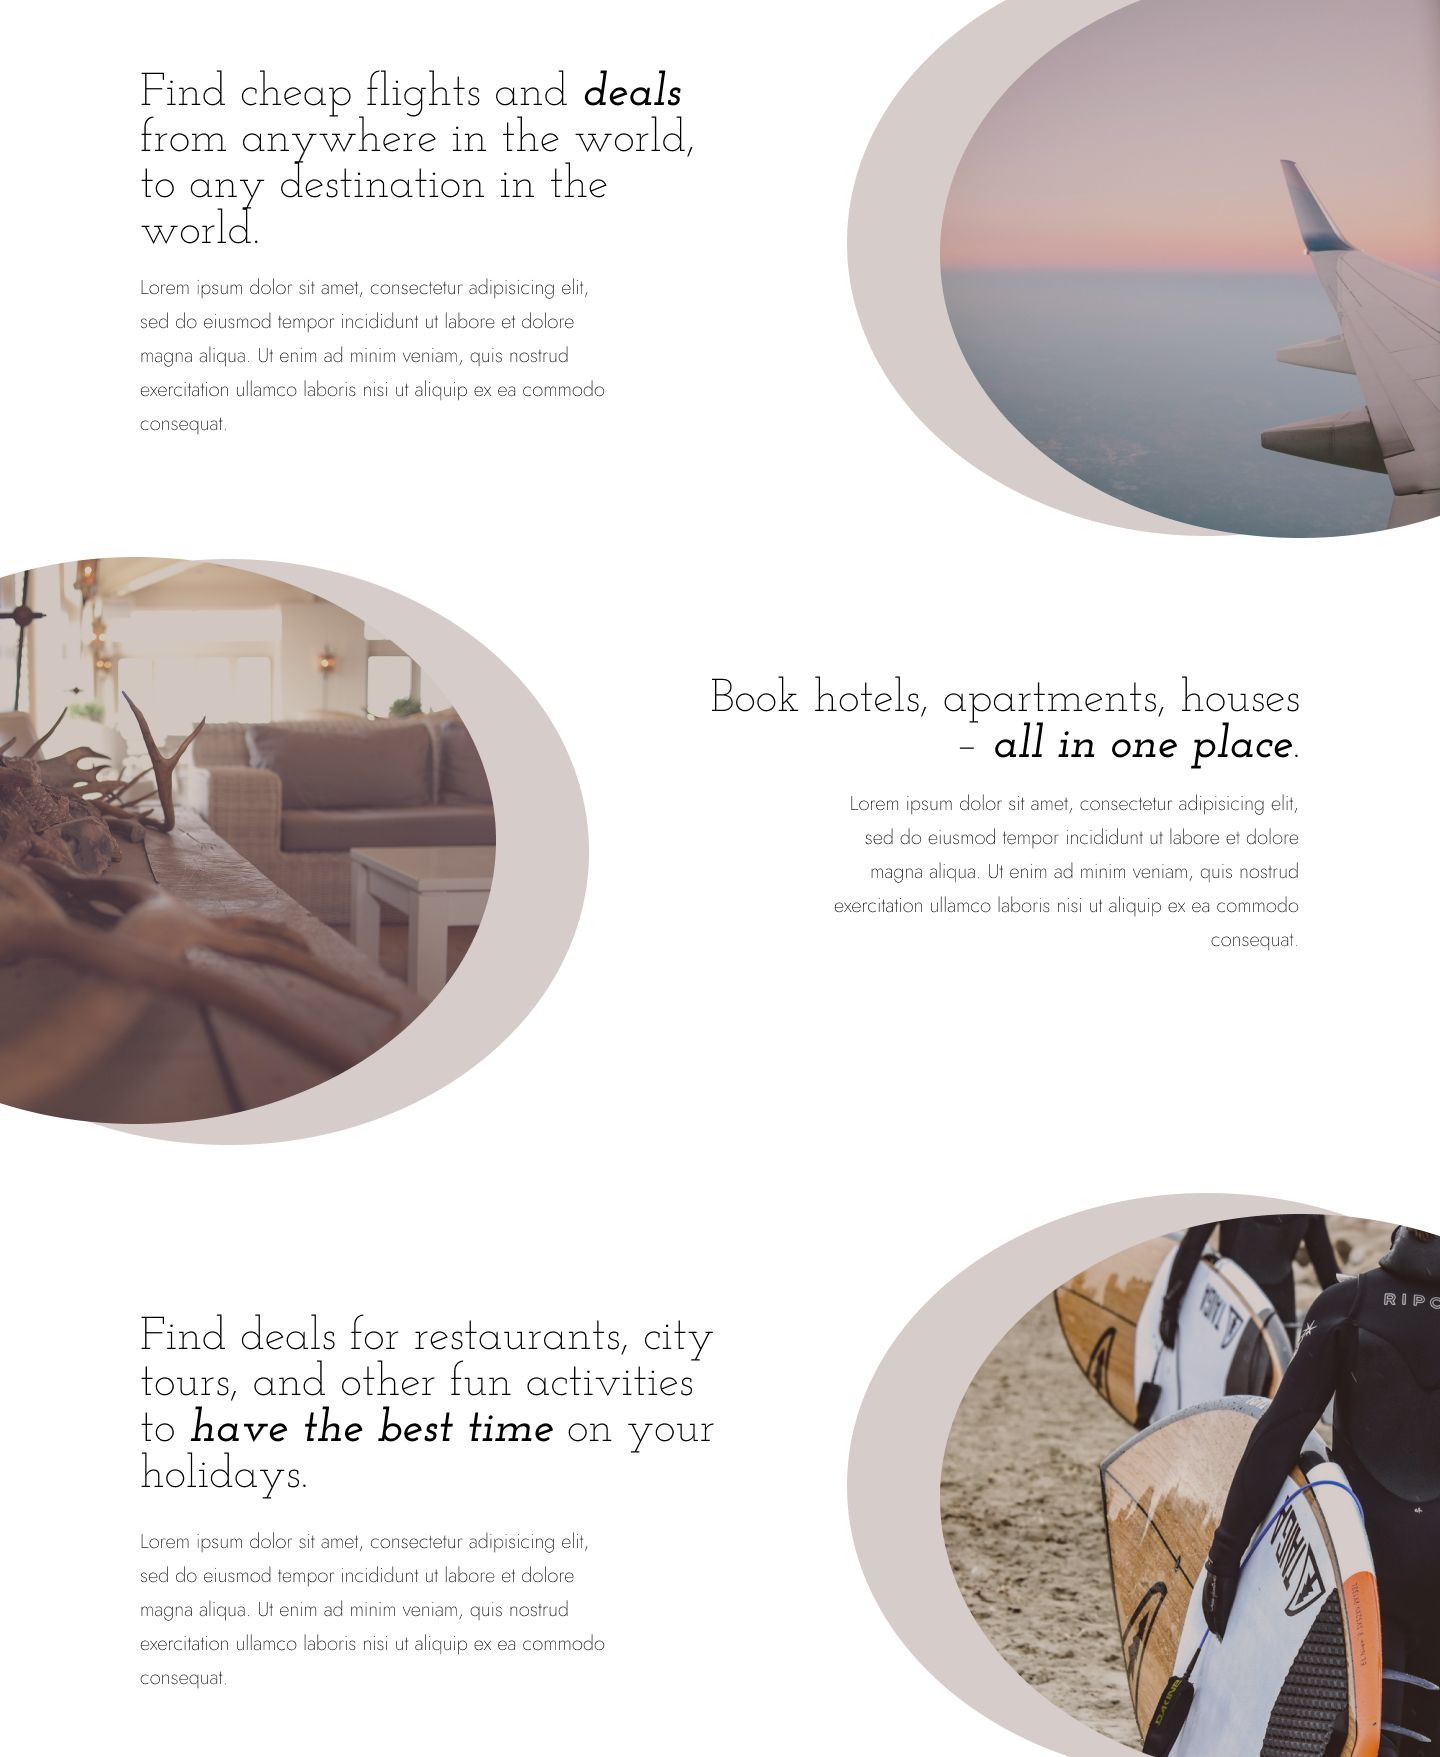 Find cheap flights and deals
from anywhere in the world,
to any destination in the
world.
Lorem ipsum dolor sit amet, consectetur adipisicing elit,
sed do eiusmod tempor incididunt ut labore et dolore
magna aliqua. Ut enim ad minim veniam, quis nostrud
exercitation ullamco laboris nisi ut aliquip ex ea commodo
consequat.
Book hotels, apartments, houses
– all in one place.
Lorem ipsum dolor sit amet, consectetur adipisicing elit,
sed do eiusmod tempor incididunt ut labore et dolore
magna aliqua. Ut enim ad minim veniam, quis nostrud
exercitation ullamco laboris nisi ut aliquip ex ea commodo
consequat.
Find deals for restaurants, city
tours, and other fun activities
to have the best time on your
holidays.
Lorem ipsum dolor sit amet, consectetur adipisicing elit,
sed do eiusmod tempor incididunt ut labore et dolore
magna aliqua. Ut enim ad minim veniam, quis nostrud
exercitation ullamco laboris nisi ut aliquip ex ea commodo
consequat.
RIPC
DAKINE